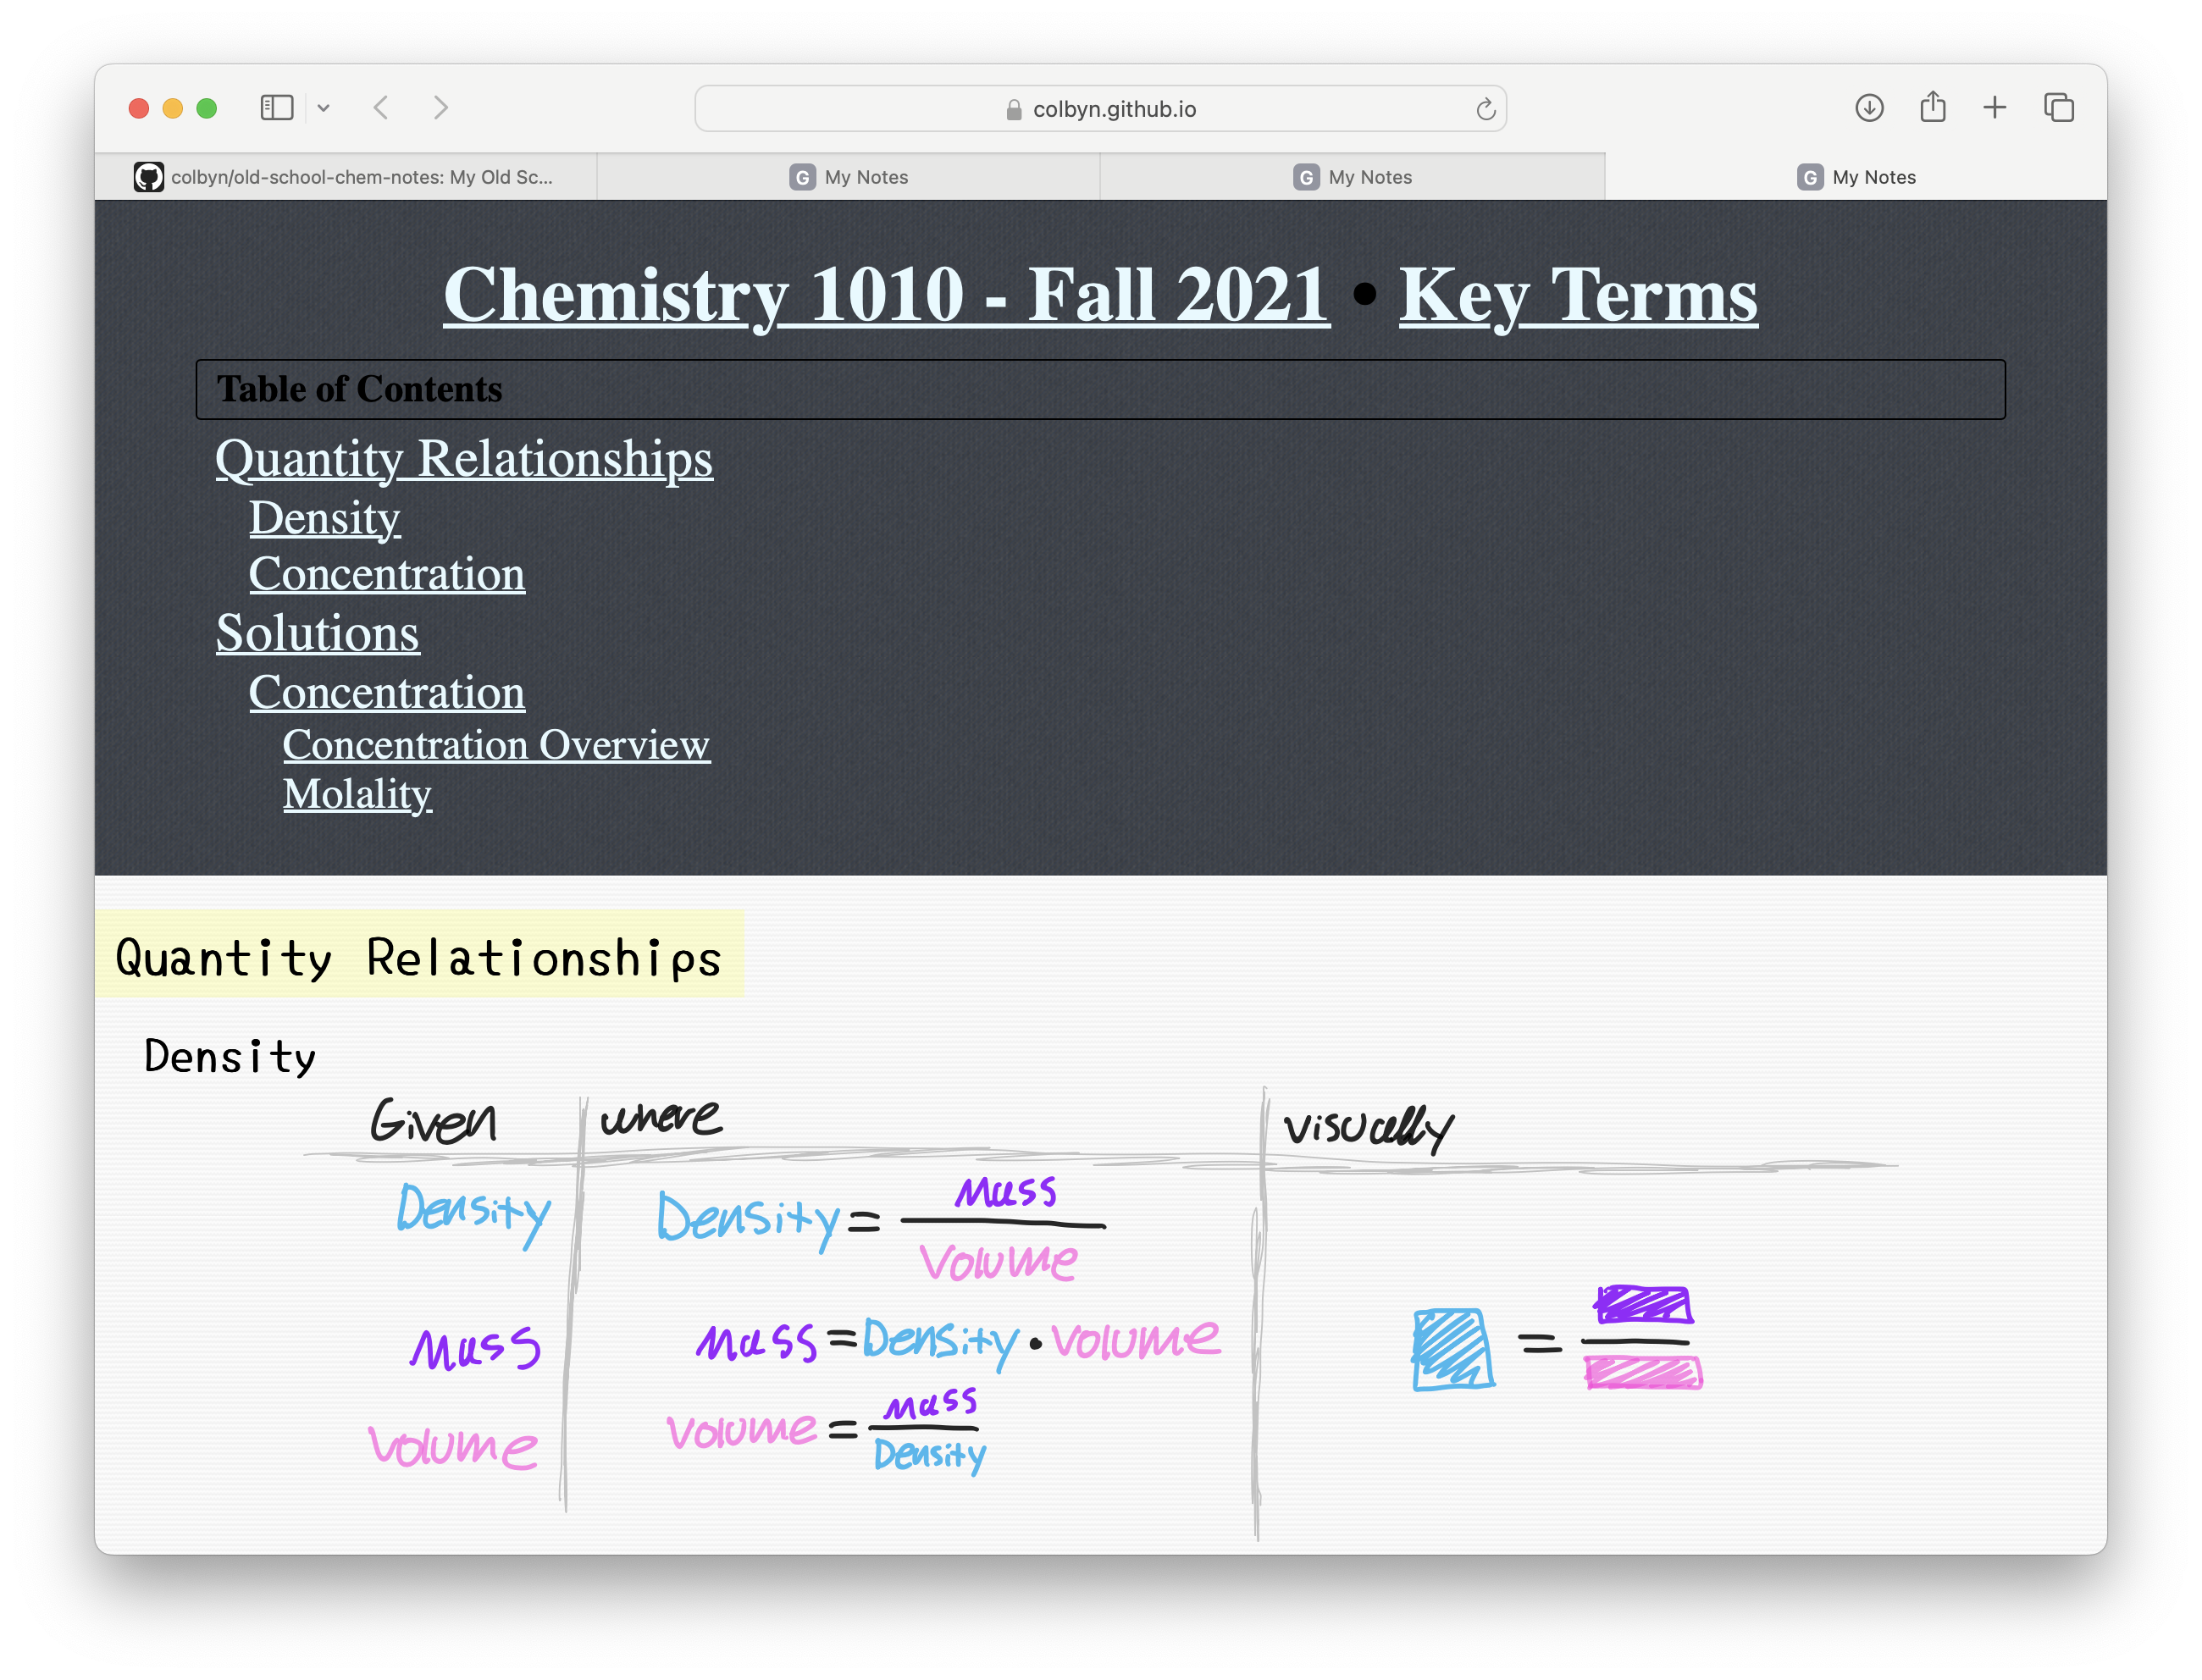 colbyn.github.io
colbyn/old-school-chem-notes: My Old Sc...
G My Notes
G My Notes
G My Notes
Chemistry 1010 - Fall 2021 • Key Terms
Table of Contents
Quantity Relationships
Density
Concentration
Solutions
Concentration
Concentration Overview
Molality
Quantity Relationships
Density
Given where visually
Density Density = Mass / Volume
Mass Mass = Density • Volume =
Volume Volume = Mass / Density